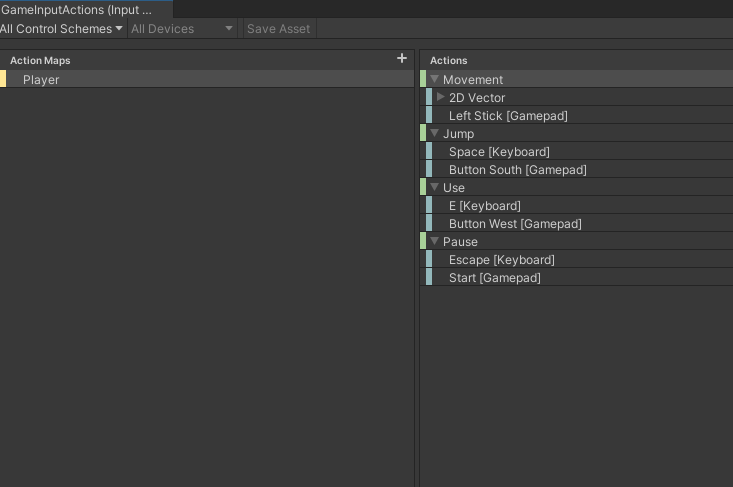 GameInputActions (Input ...
All Control Schemes All Devices Save Asset
Action Maps + Actions
Player Movement
2D Vector
Left Stick [Gamepad]
Jump
Space [Keyboard]
Button South [Gamepad]
Use
E [Keyboard]
Button West [Gamepad]
Pause
Escape [Keyboard]
Start [Gamepad]